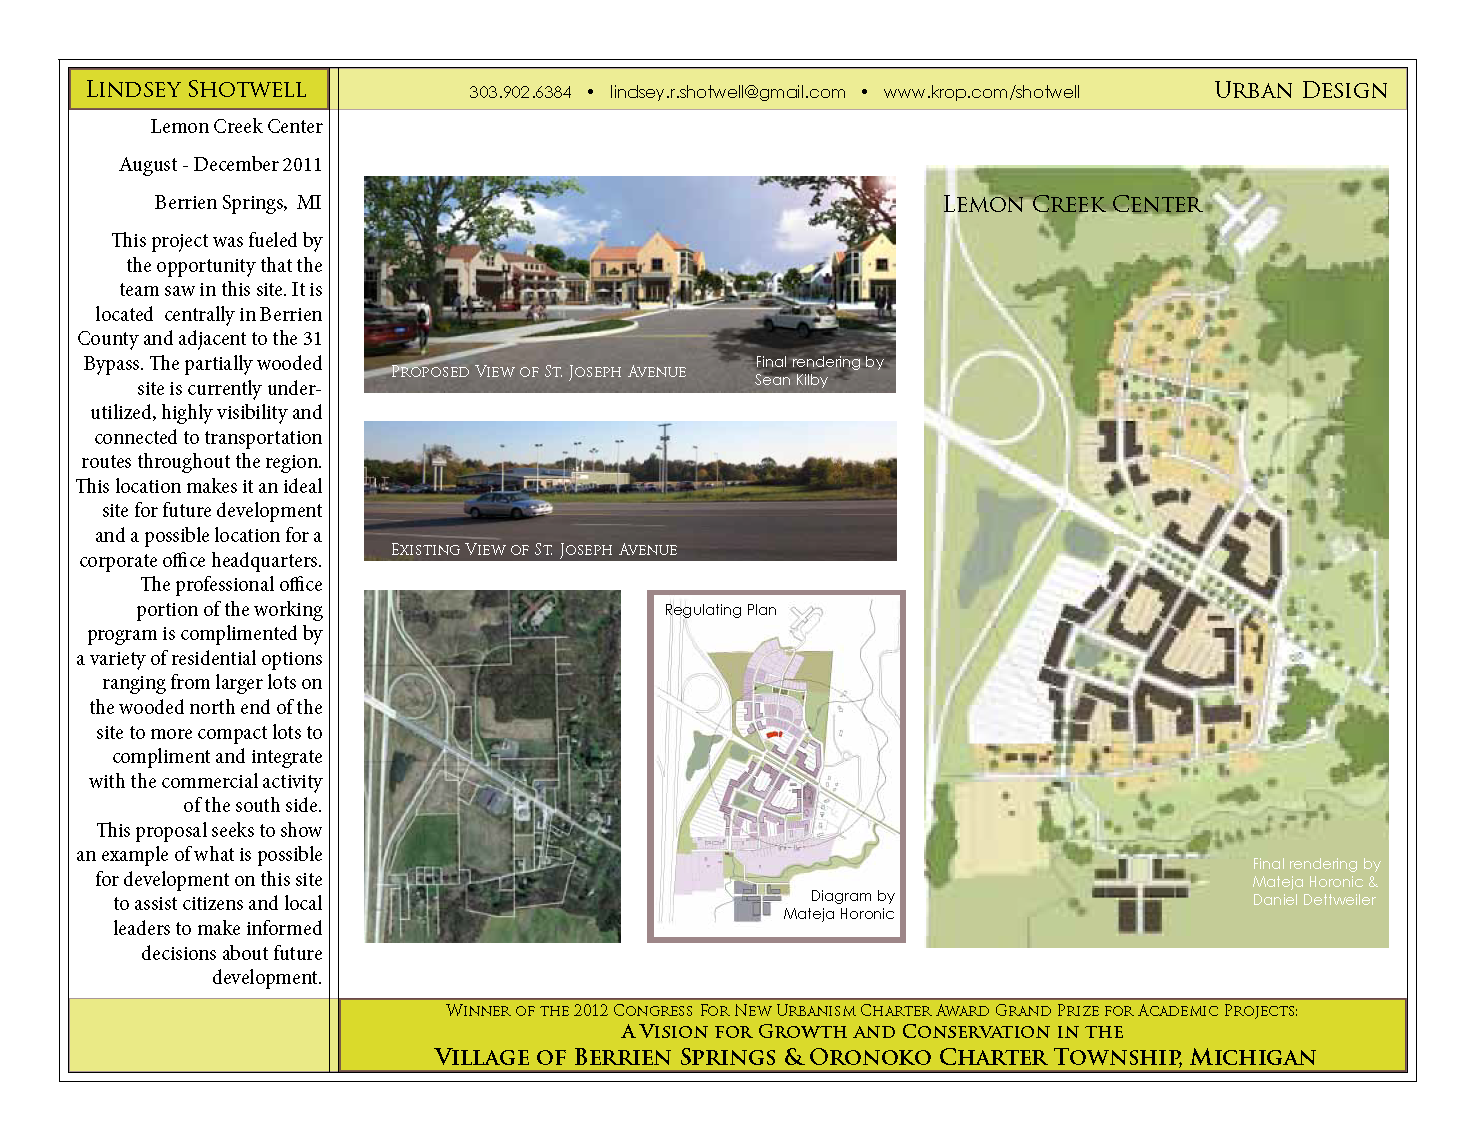 LINDSEY SHOTWELL
303.902.6384 • lindsey.r.shotwell@gmail.com • www.krop.com/shotwell
URBAN DESIGN
Lemon Creek Center
August - December 2011
Berrien Springs, MI
This project was fueled by
the opportunity that the
team saw in this site. It is
located centrally in Berrien
County and adjacent to the 31
Bypass. The partially wooded
site is currently under-
utilized, highly visibility and
connected to transportation
routes throughout the region.
This location makes it an ideal
site for future development
and a possible location for a
corporate office headquarters.
The professional office
portion of the working
program is complimented by
a variety of residential options
ranging from larger lots on
the wooded north end of the
site to more compact lots to
compliment and integrate
with the commercial activity
of the south side.
This proposal seeks to show
an example of what is possible
for development on this site
to assist citizens and local
leaders to make informed
decisions about future
development.
PROPOSED VIEW OF ST. JOSEPH AVENUE
Final rendering by
Sean Kilby
EXISTING VIEW OF ST. JOSEPH AVENUE
Regulating Plan
Diagram by
Mateja Horonic
LEMON CREEK CENTER
Final rendering by
Mateja Horonic &
Daniel Dettweiler
WINNER OF THE 2012 CONGRESS FOR NEW URBANISM CHARTER AWARD GRAND PRIZE FOR ACADEMIC PROJECTS:
A VISION FOR GROWTH AND CONSERVATION IN THE
VILLAGE OF BERRIEN SPRINGS & ORONOKO CHARTER TOWNSHIP, MICHIGAN